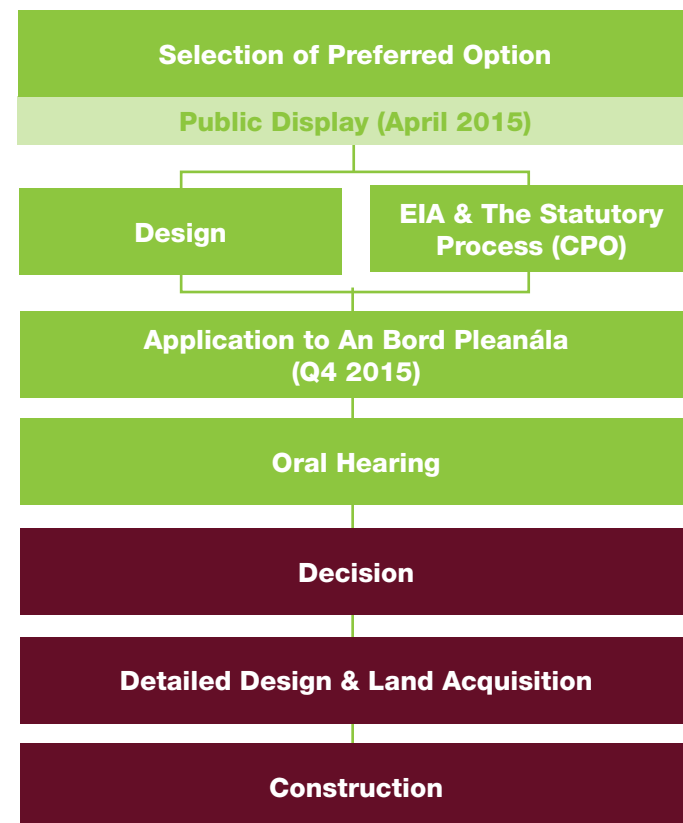 Selection of Preferred Option
Public Display (April 2015)
Design
EIA & The Statutory
Process (CPO)
Application to An Bord Pleanála
(Q4 2015)
Oral Hearing
Decision
Detailed Design & Land Acquisition
Construction